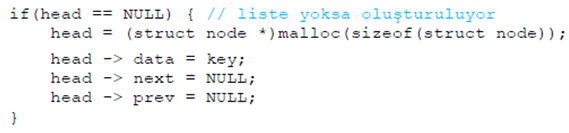 if(head == NULL) { // liste yoksa oluşturuluyor
    head = (struct node *)malloc(sizeof(struct node));
    head -> data = key;
    head -> next = NULL;
    head -> prev = NULL;
}